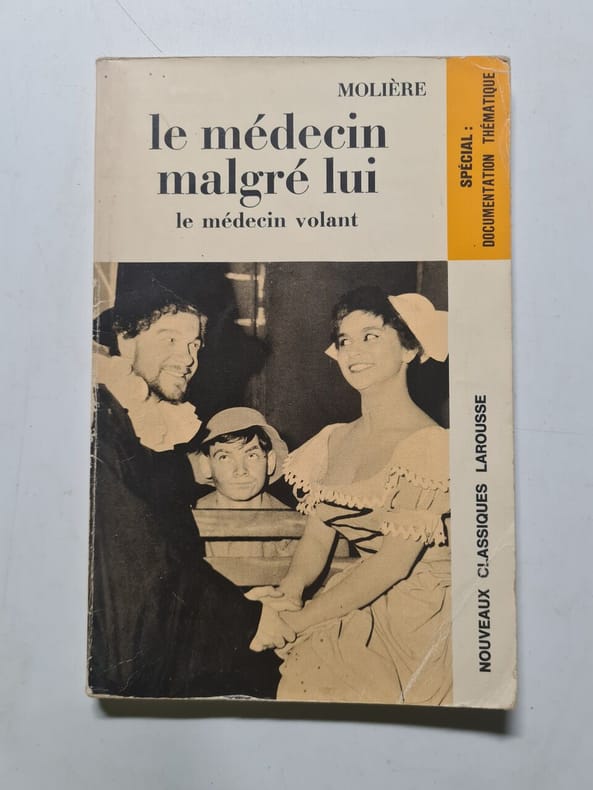 MOLIÈRE
le médecin
malgré lui
le médecin volant
SPÉCIAL :
DOCUMENTATION THÉMATIQUE
NOUVEAUX CLASSIQUES LAROUSSE